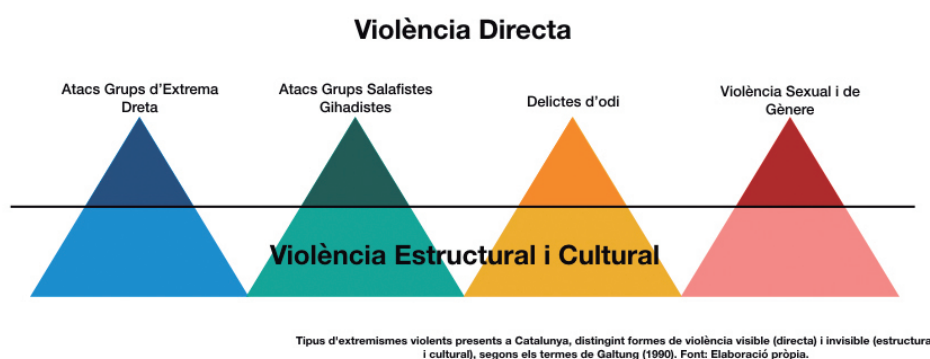 Violència Directa
Atacs Grups d'Extrema
Dreta
Atacs Grups Salafistes
Gihadistes
Delictes d'odi
Violència Sexual i de
Gènere
Violència Estructural i Cultural
Tipus d'extremismes violents presents a Catalunya, distingint formes de violència visible (directa) i invisible (estructura
i cultural), segons els termes de Galtung (1990). Font: Elaboració pròpia.